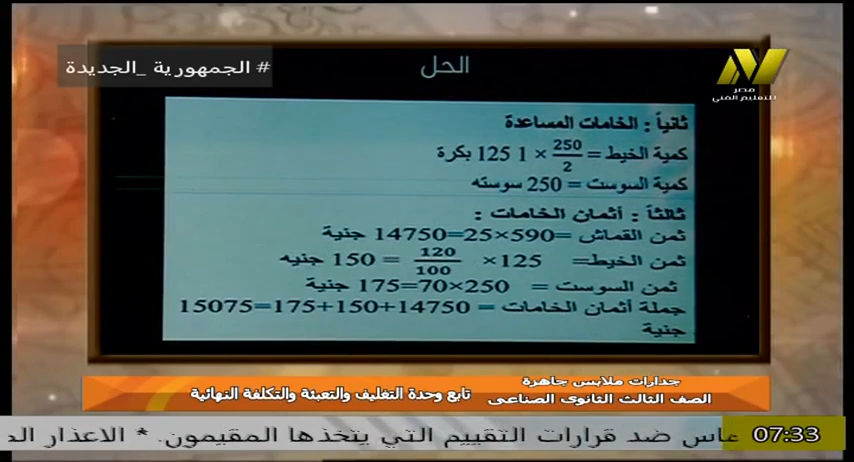 # الجمهورية _الجديدة
الحل
مصر
للتعليم الفني
ثانياً : الخامات المساعدة
كمية الخيط = 250/2 × 1 125 بكرة
كمية السوست = 250 سوسته
ثالثاً : أثمان الخامات :
ثمن القماش =590×25=14750 جنية
ثمن الخيط= 125× 120/100 = 150 جنيه
ثمن السوست = 250×70=175 جنية
جملة أثمان الخامات = 14750+150+175=15075
جنية
جدارات ملابس جاهزة
الصف الثالث الثانوى الصناعى
تابع وحدة التغليف والتعبئة والتكلفة النهائية
07:33
ضد قرارات التقييم التي يتخذها المقيمون. * الاعذار